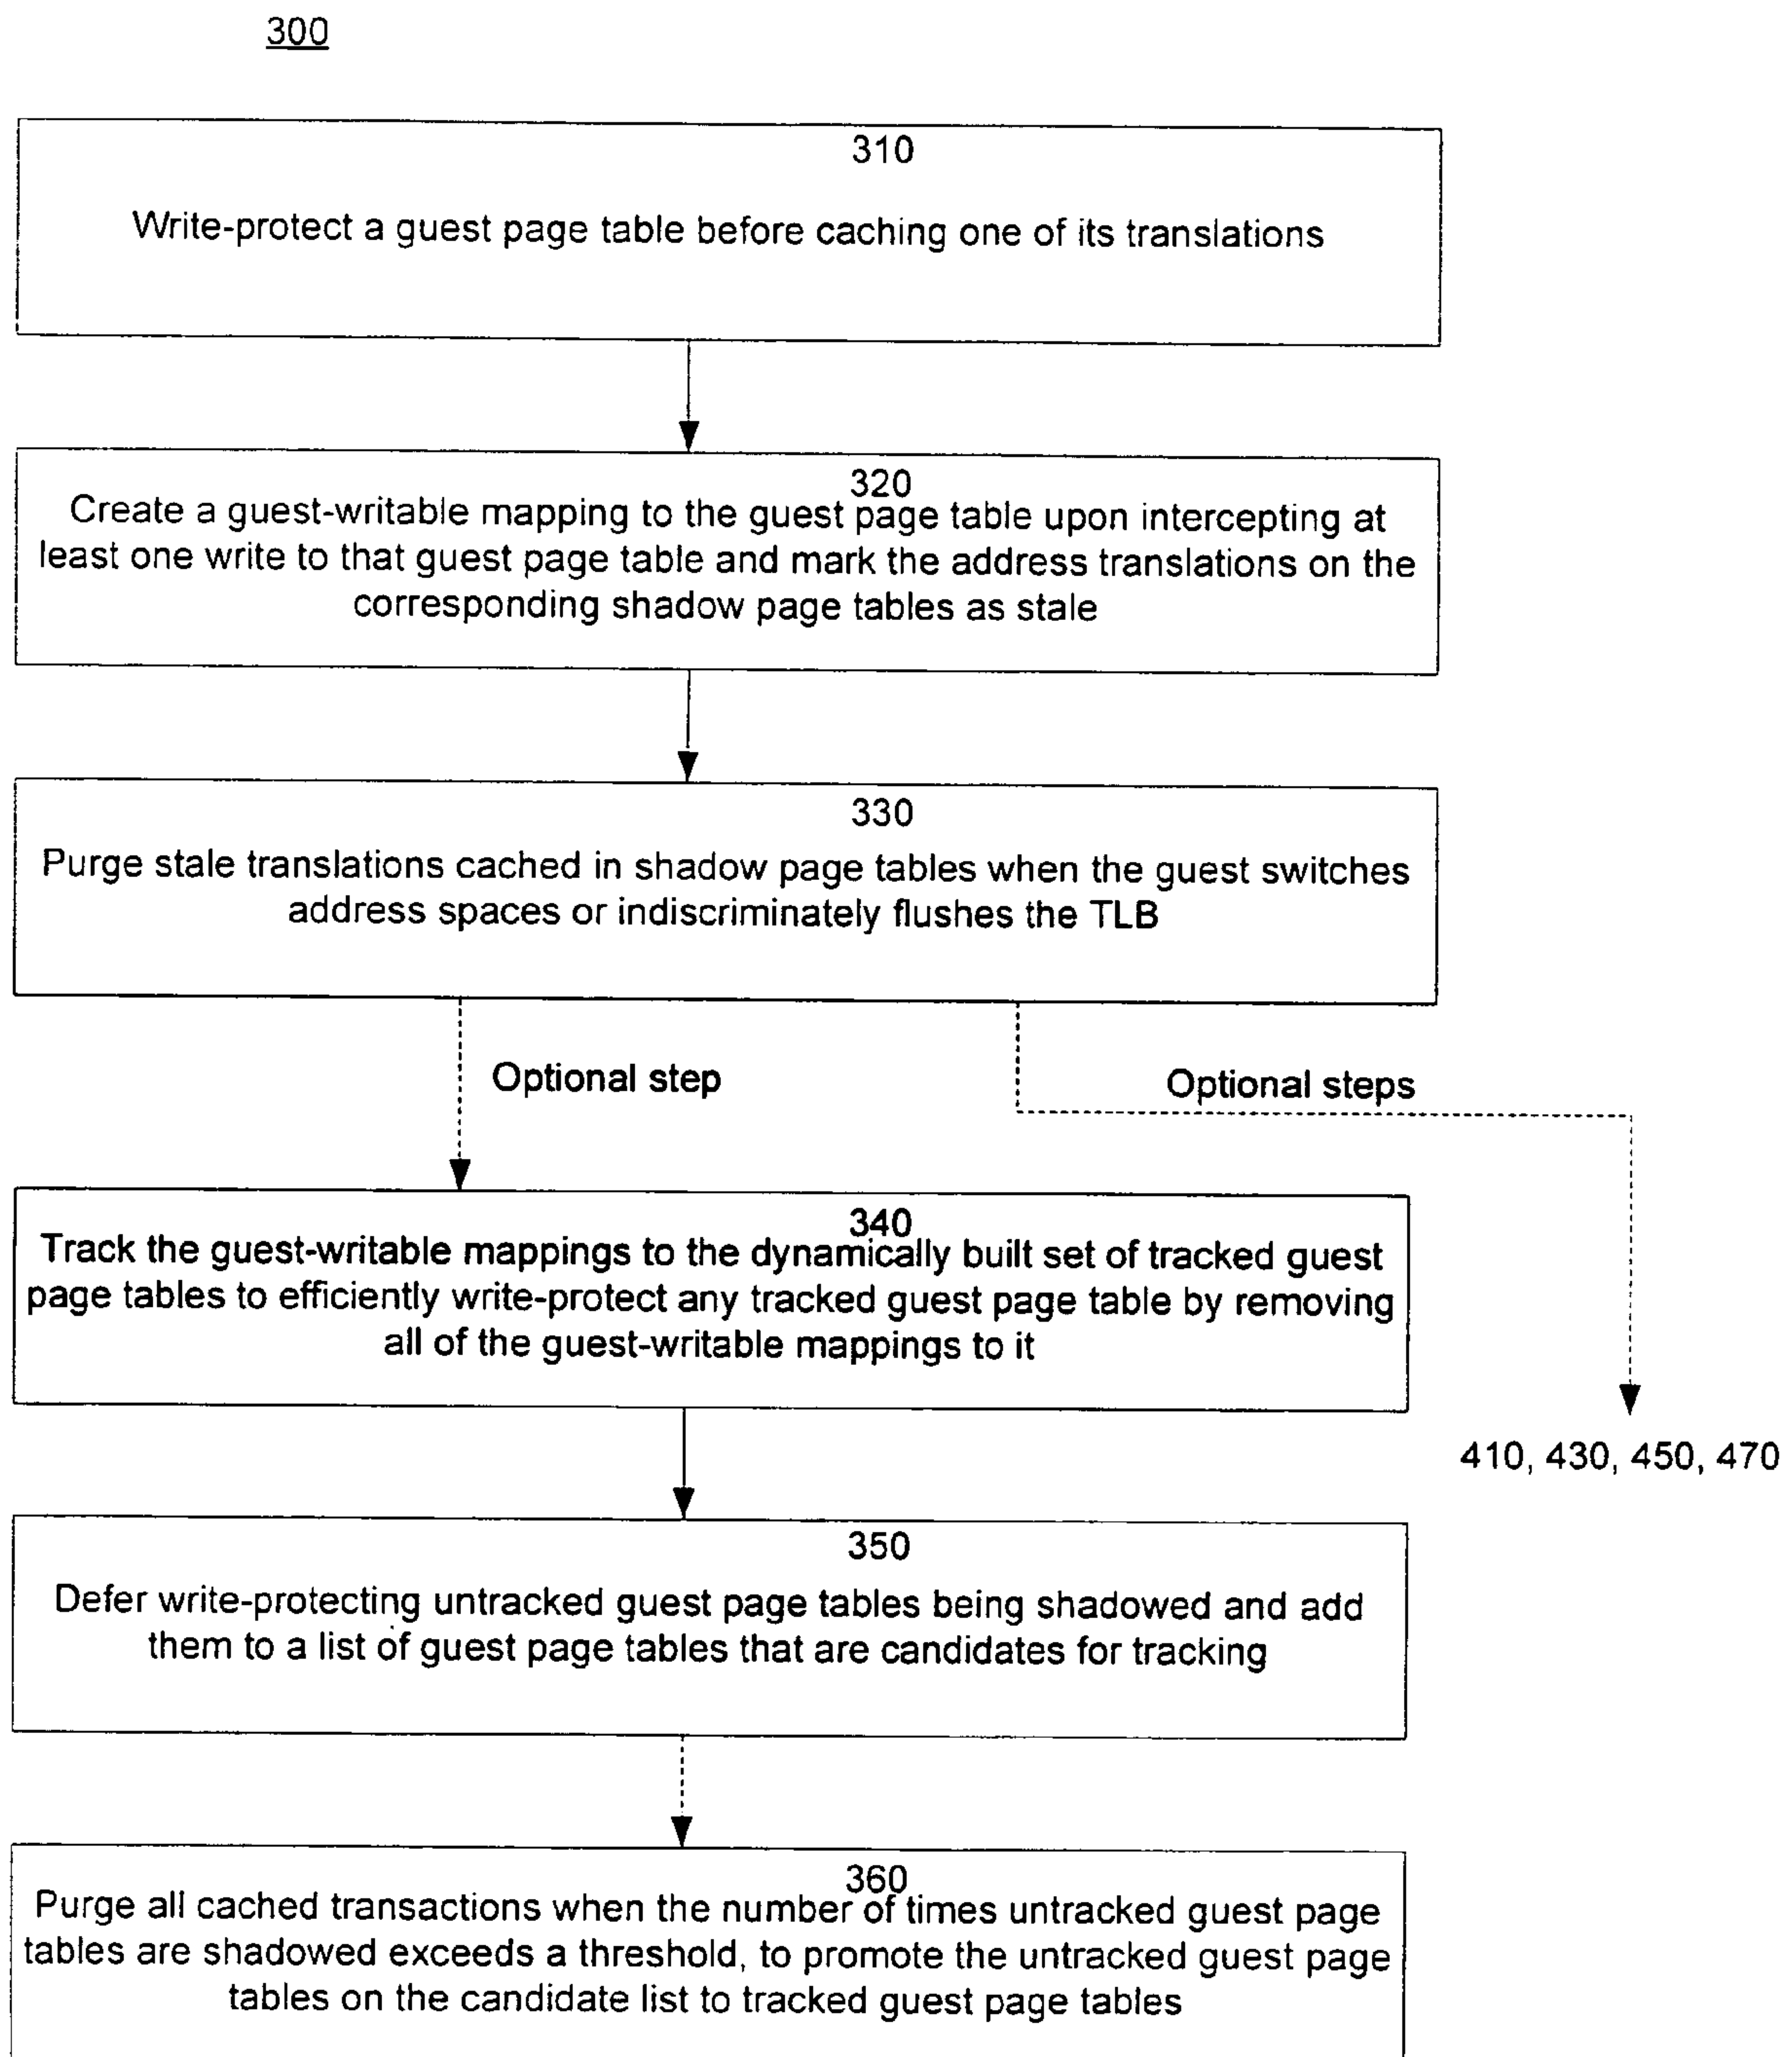 300
310
Write-protect a guest page table before caching one of its translations
320
Create a guest-writable mapping to the guest page table upon intercepting at
least one write to that guest page table and mark the address translations on the
corresponding shadow page tables as stale
330
Purge stale translations cached in shadow page tables when the guest switches
address spaces or indiscriminately flushes the TLB
Optional step
Optional steps
340
Track the guest-writable mappings to the dynamically built set of tracked guest
page tables to efficiently write-protect any tracked guest page table by removing
all of the guest-writable mappings to it
410, 430, 450, 470
350
Defer write-protecting untracked guest page tables being shadowed and add
them to a list of guest page tables that are candidates for tracking
360
Purge all cached transactions when the number of times untracked guest page
tables are shadowed exceeds a threshold, to promote the untracked guest page
tables on the candidate list to tracked guest page tables